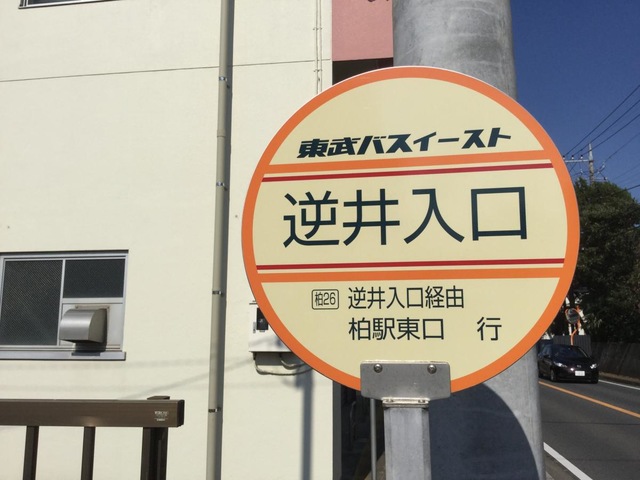 東武バスイースト
逆井入口
柏26 逆井入口経由
柏駅東口 行